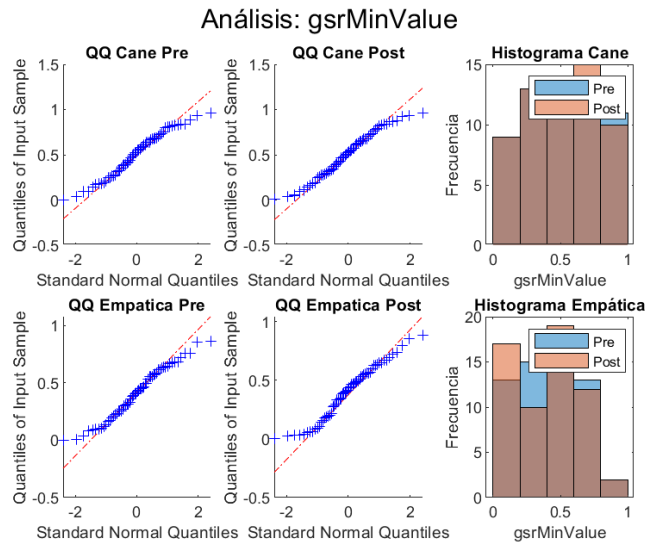 Análisis: gsrMinValue
QQ Cane Pre
Quantiles of Input Sample
1.5
1
0.5
0
-0.5
-2
0
2
Standard Normal Quantiles
QQ Cane Post
Quantiles of Input Sample
1.5
1
0.5
0
-0.5
-2
0
2
Standard Normal Quantiles
Histograma Cane
Frecuencia
15
10
5
0
Pre
Post
0
0.5
1
gsrMinValue
QQ Empatica Pre
Quantiles of Input Sample
1
0.5
0
-0.5
-2
0
2
Standard Normal Quantiles
QQ Empatica Post
Quantiles of Input Sample
1
0.5
0
-0.5
-2
0
2
Standard Normal Quantiles
Histograma Empática
Frecuencia
20
15
10
5
0
Pre
Post
0
0.5
1
gsrMinValue